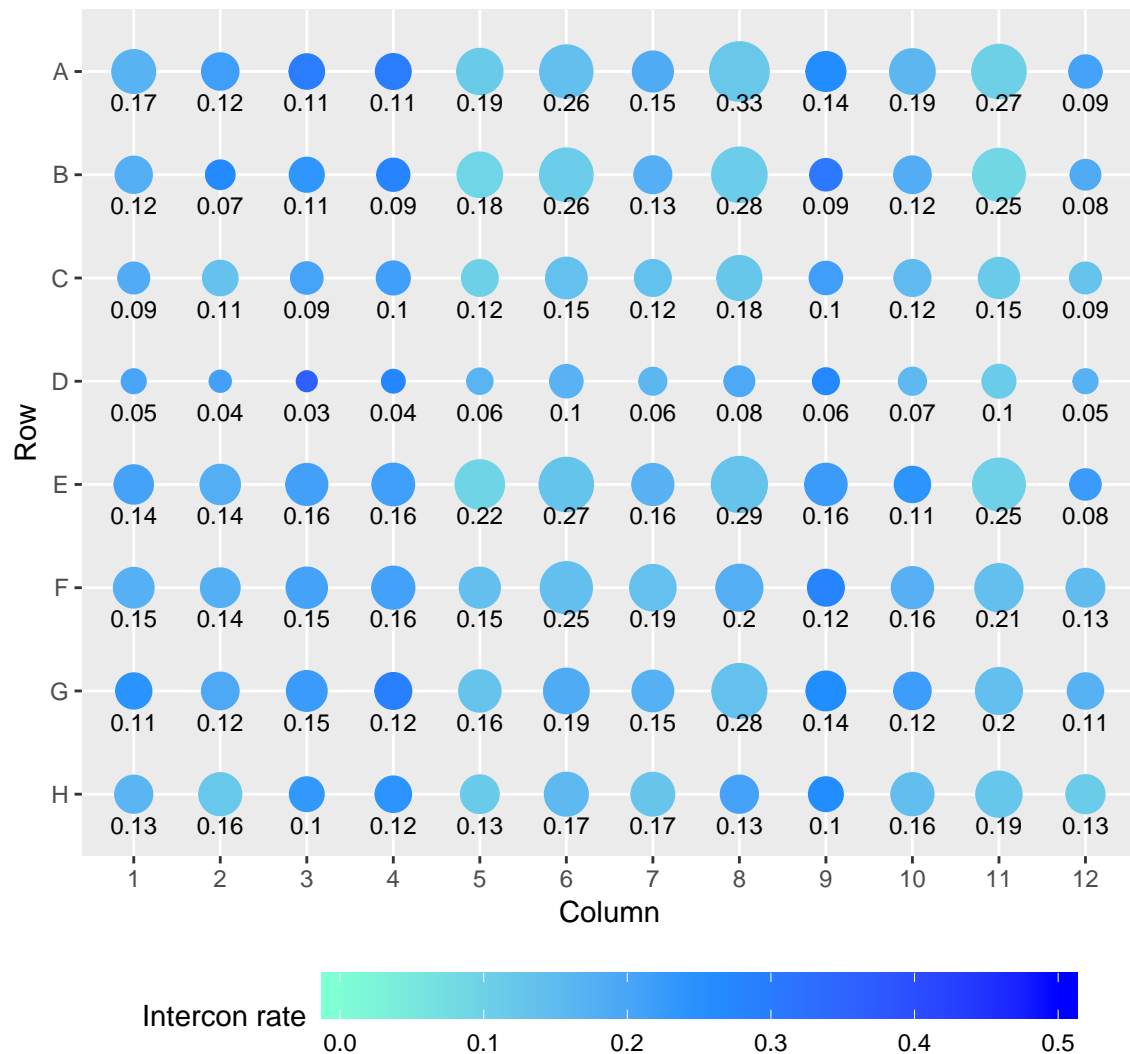 A
0.17 0.12 0.11 0.11 0.19 0.26 0.15 0.33 0.14 0.19 0.27 0.09
B
0.12 0.07 0.11 0.09 0.18 0.26 0.13 0.28 0.09 0.12 0.25 0.08
C
0.09 0.11 0.09 0.1 0.12 0.15 0.12 0.18 0.1 0.12 0.15 0.09
D
0.05 0.04 0.03 0.04 0.06 0.1 0.06 0.08 0.06 0.07 0.1 0.05
Row
E
0.14 0.14 0.16 0.16 0.22 0.27 0.16 0.29 0.16 0.11 0.25 0.08
F
0.15 0.14 0.15 0.16 0.15 0.25 0.19 0.2 0.12 0.16 0.21 0.13
G
0.11 0.12 0.15 0.12 0.16 0.19 0.15 0.28 0.14 0.12 0.2 0.11
H
0.13 0.16 0.1 0.12 0.13 0.17 0.17 0.13 0.1 0.16 0.19 0.13
1 2 3 4 5 6 7 8 9 10 11 12
Column
Intercon rate
0.0 0.1 0.2 0.3 0.4 0.5